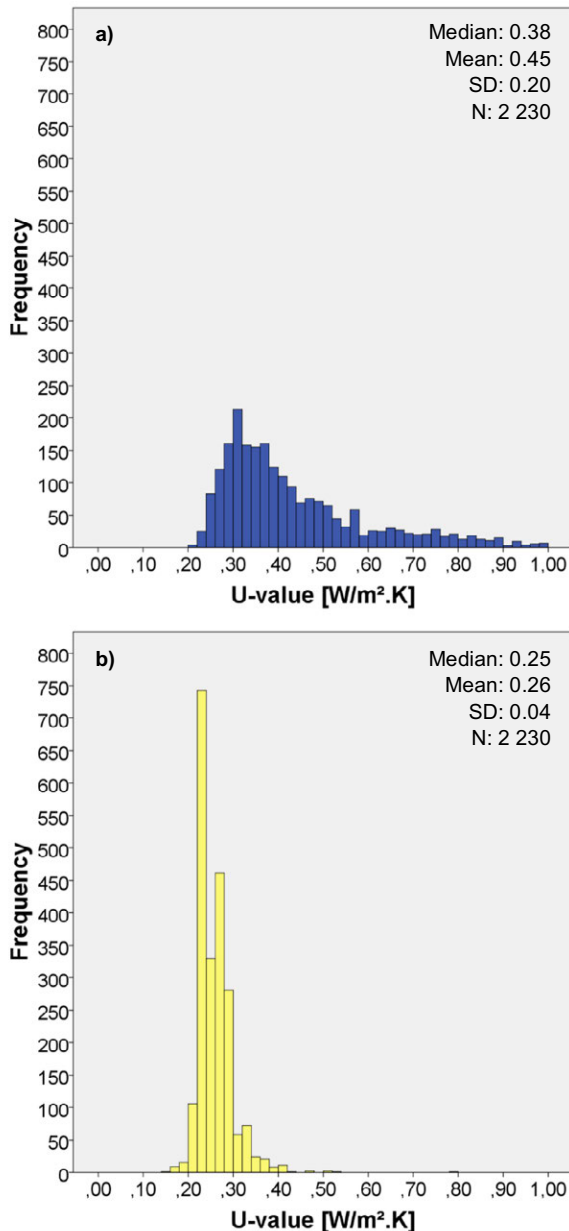 a)
Median: 0.38
Mean: 0.45
SD: 0.20
N: 2 230
800
750
700
650
600
550
500
450
400
350
300
250
200
150
100
50
0
Frequency
,00 ,10 ,20 ,30 ,40 ,50 ,60 ,70 ,80 ,90 1,00
U-value [W/m².K]
b)
Median: 0.25
Mean: 0.26
SD: 0.04
N: 2 230
800
750
700
650
600
550
500
450
400
350
300
250
200
150
100
50
0
Frequency
,00 ,10 ,20 ,30 ,40 ,50 ,60 ,70 ,80 ,90 1,00
U-value [W/m².K]